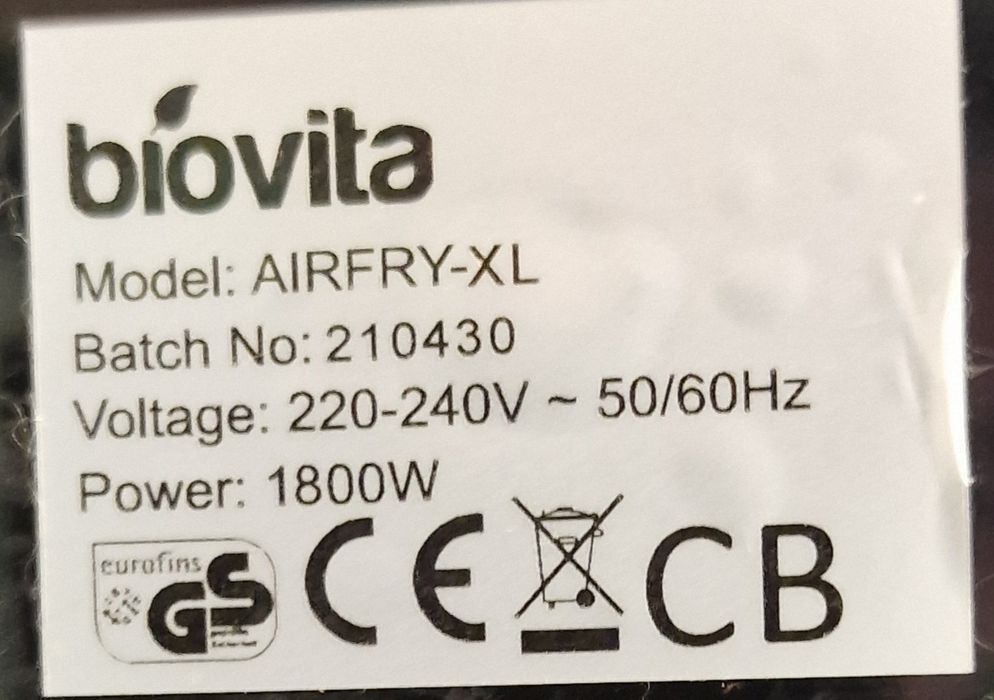 biovita
Model: AIRFRY-XL
Batch No: 210430
Voltage: 220-240V ~ 50/60Hz
Power: 1800W
eurofins
GS
CE
CB